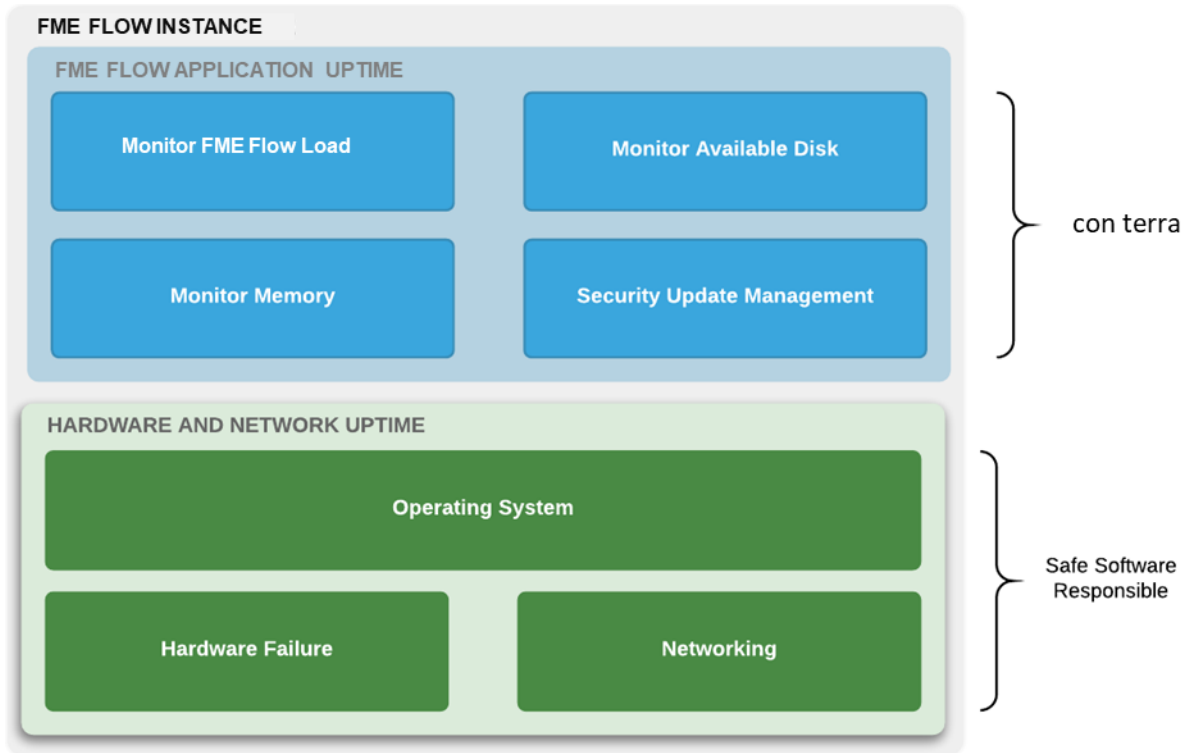 FME FLOW INSTANCE
FME FLOW APPLICATION UPTIME
Monitor FME Flow Load
Monitor Available Disk
Monitor Memory
Security Update Management
con terra
HARDWARE AND NETWORK UPTIME
Operating System
Hardware Failure
Networking
Safe Software
Responsible